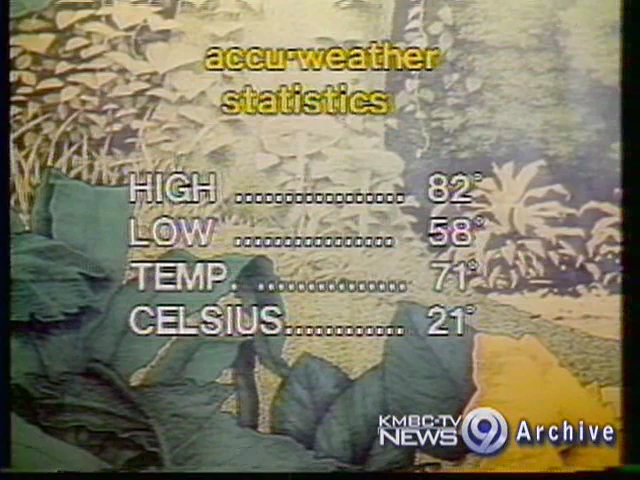 accu-weather
statistics
HIGH ................. 82°
LOW ................ 58°
TEMP. ............... 71°
CELSIUS............ 21°
KMBC-TV
NEWS 9 Archive